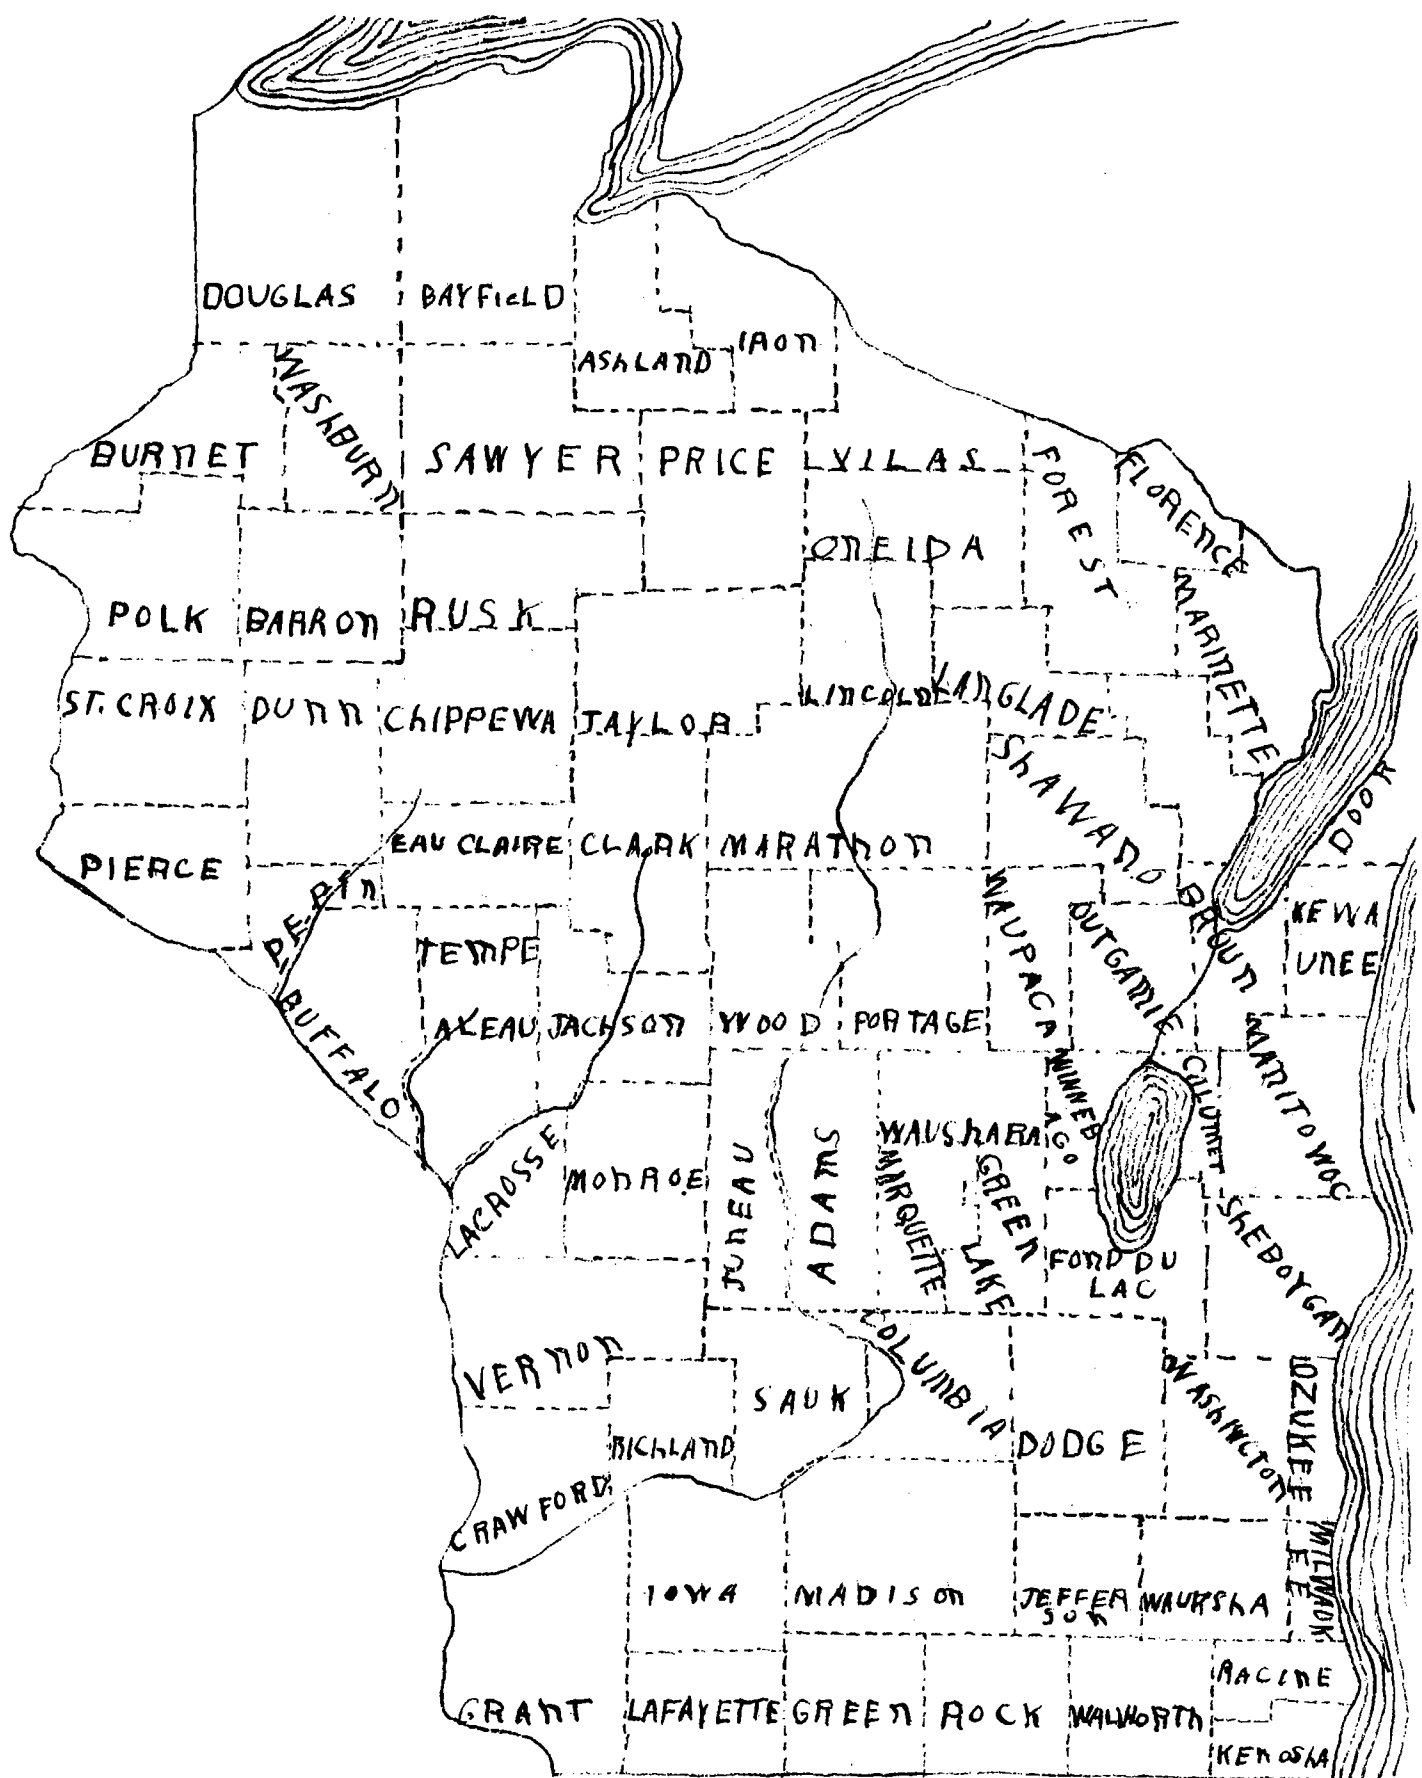 DOUGLAS
BAYFIELD
ASHLAND
IRON
WASHBURN
BURNET
SAWYER
PRICE
VILAS
FOREST
FLORENCE
ONEIDA
POLK
BARRON
RUSK
MARINETTE
ST. CROIX
DUNN
CHIPPEWA
TAYLOR
LINCOLN
LANGLADE
SHAWANO
DOOR
PIERCE
EAU CLAIRE
CLARK
MARATHON
PEPIN
WAUPACA
OUTGAMIE
BROWN
KEWA
UNEE
TEMPE
ALEAU
BUFFALO
JACKSON
WOOD
PORTAGE
WINNEB
AGO
CALUMET
MANITOWOC
LACROSSE
MONROE
JUNEAU
ADAMS
WAUSHARA
MARQUETTE
GREEN
LAKE
FOND DU
LAC
SHEBOYGAN
VERNON
RICHLAND
SAUK
COLUMBIA
DODGE
WASHINGTON
OZUKEE
CRAWFORD
IOWA
MADISON
JEFFER
SON
WAUKSHA
MILWAUK
EE
GRANT
LAFAYETTE
GREEN
ROCK
WALWORTH
RACINE
KENOSHA